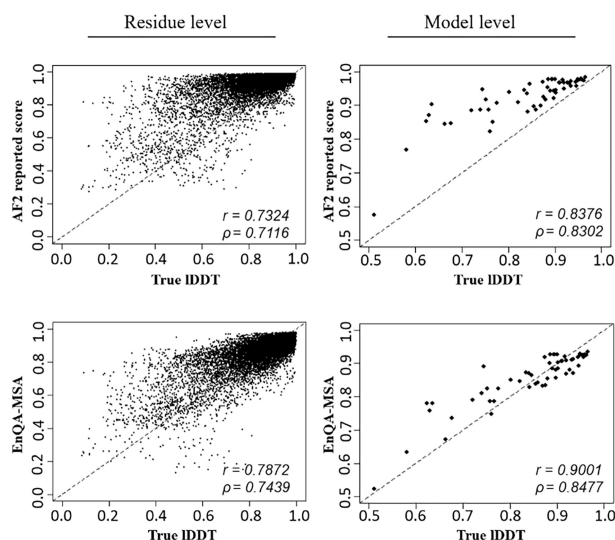 Residue level
Model level
AF2 reported score
0.0 0.2 0.4 0.6 0.8 1.0
r = 0.7324
ρ = 0.7116
0.0 0.2 0.4 0.6 0.8 1.0
True lDDT
AF2 reported score
0.5 0.6 0.7 0.8 0.9 1.0
r = 0.8376
ρ = 0.8302
0.5 0.6 0.7 0.8 0.9 1.0
True lDDT
EnQA-MSA
0.0 0.2 0.4 0.6 0.8 1.0
r = 0.7872
ρ = 0.7439
0.0 0.2 0.4 0.6 0.8 1.0
True lDDT
EnQA-MSA
0.5 0.6 0.7 0.8 0.9 1.0
r = 0.9001
ρ = 0.8477
0.5 0.6 0.7 0.8 0.9 1.0
True lDDT